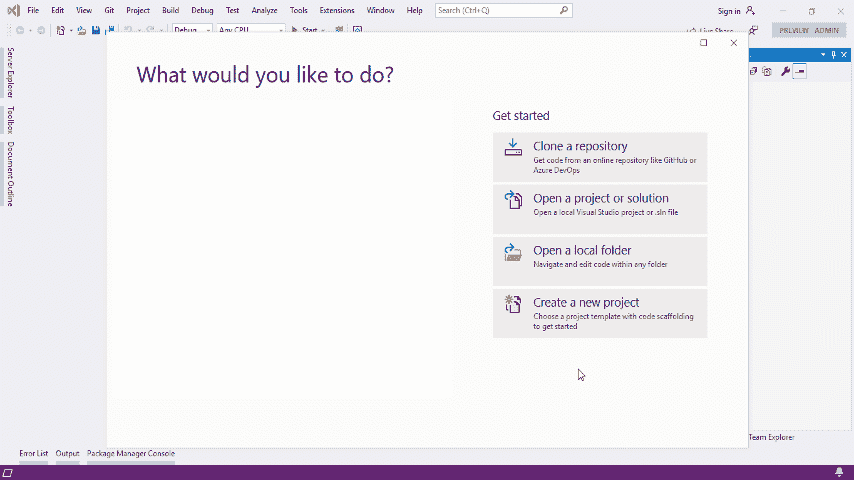 File Edit View Git Project Build Debug Test Analyze Tools Extensions Window Help Search (Ctrl+Q) Sign in
Debug Any CPU Start Live Share PREVIEW ADMIN
Server Explorer
Toolbox
Document Outline
What would you like to do?
Get started
Clone a repository
Get code from an online repository like GitHub or
Azure DevOps
Open a project or solution
Open a local Visual Studio project or .sln file
Open a local folder
Navigate and edit code within any folder
Create a new project
Choose a project template with code scaffolding
to get started
Team Explorer
Error List Output Package Manager Console